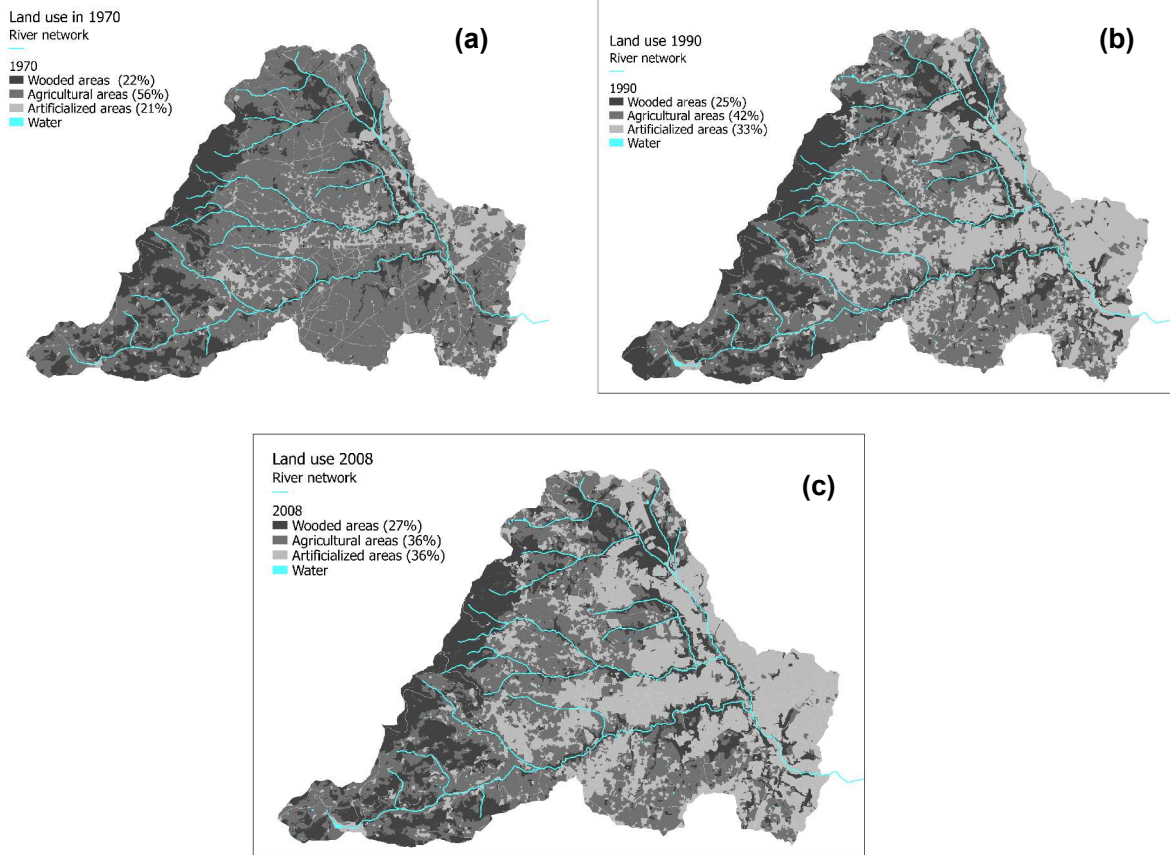 Land use in 1970
River network
1970
Wooded areas (22%)
Agricultural areas (56%)
Artificialized areas (21%)
Water
(a)
Land use 1990
River network
1990
Wooded areas (25%)
Agricultural areas (42%)
Artificialized areas (33%)
Water
(b)
Land use 2008
River network
2008
Wooded areas (27%)
Agricultural areas (36%)
Artificialized areas (36%)
Water
(c)